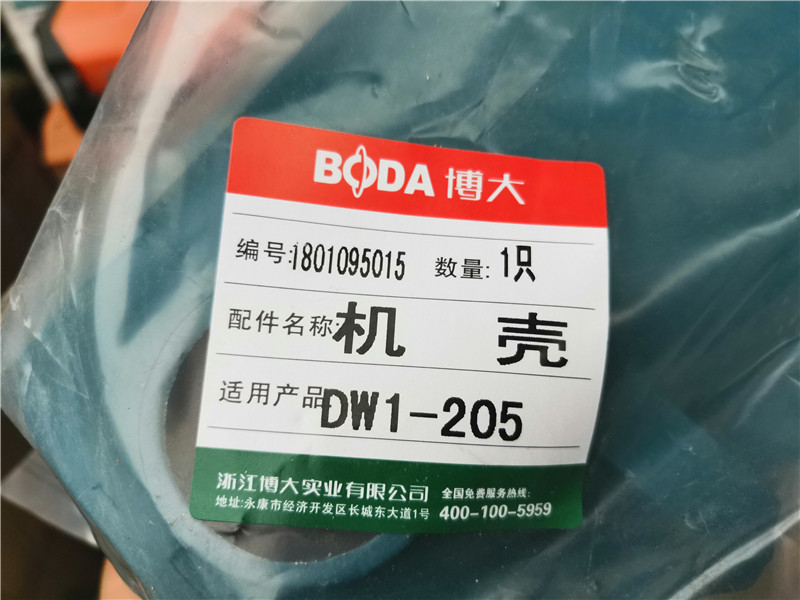 BODA 博大
编号:1801095015 数量:1只
配件名称:机 壳
适用产品DW1-205
浙江博大实业有限公司 全国免费服务热线:
地址:永康市经济开发区长城东大道1号 400-100-5959